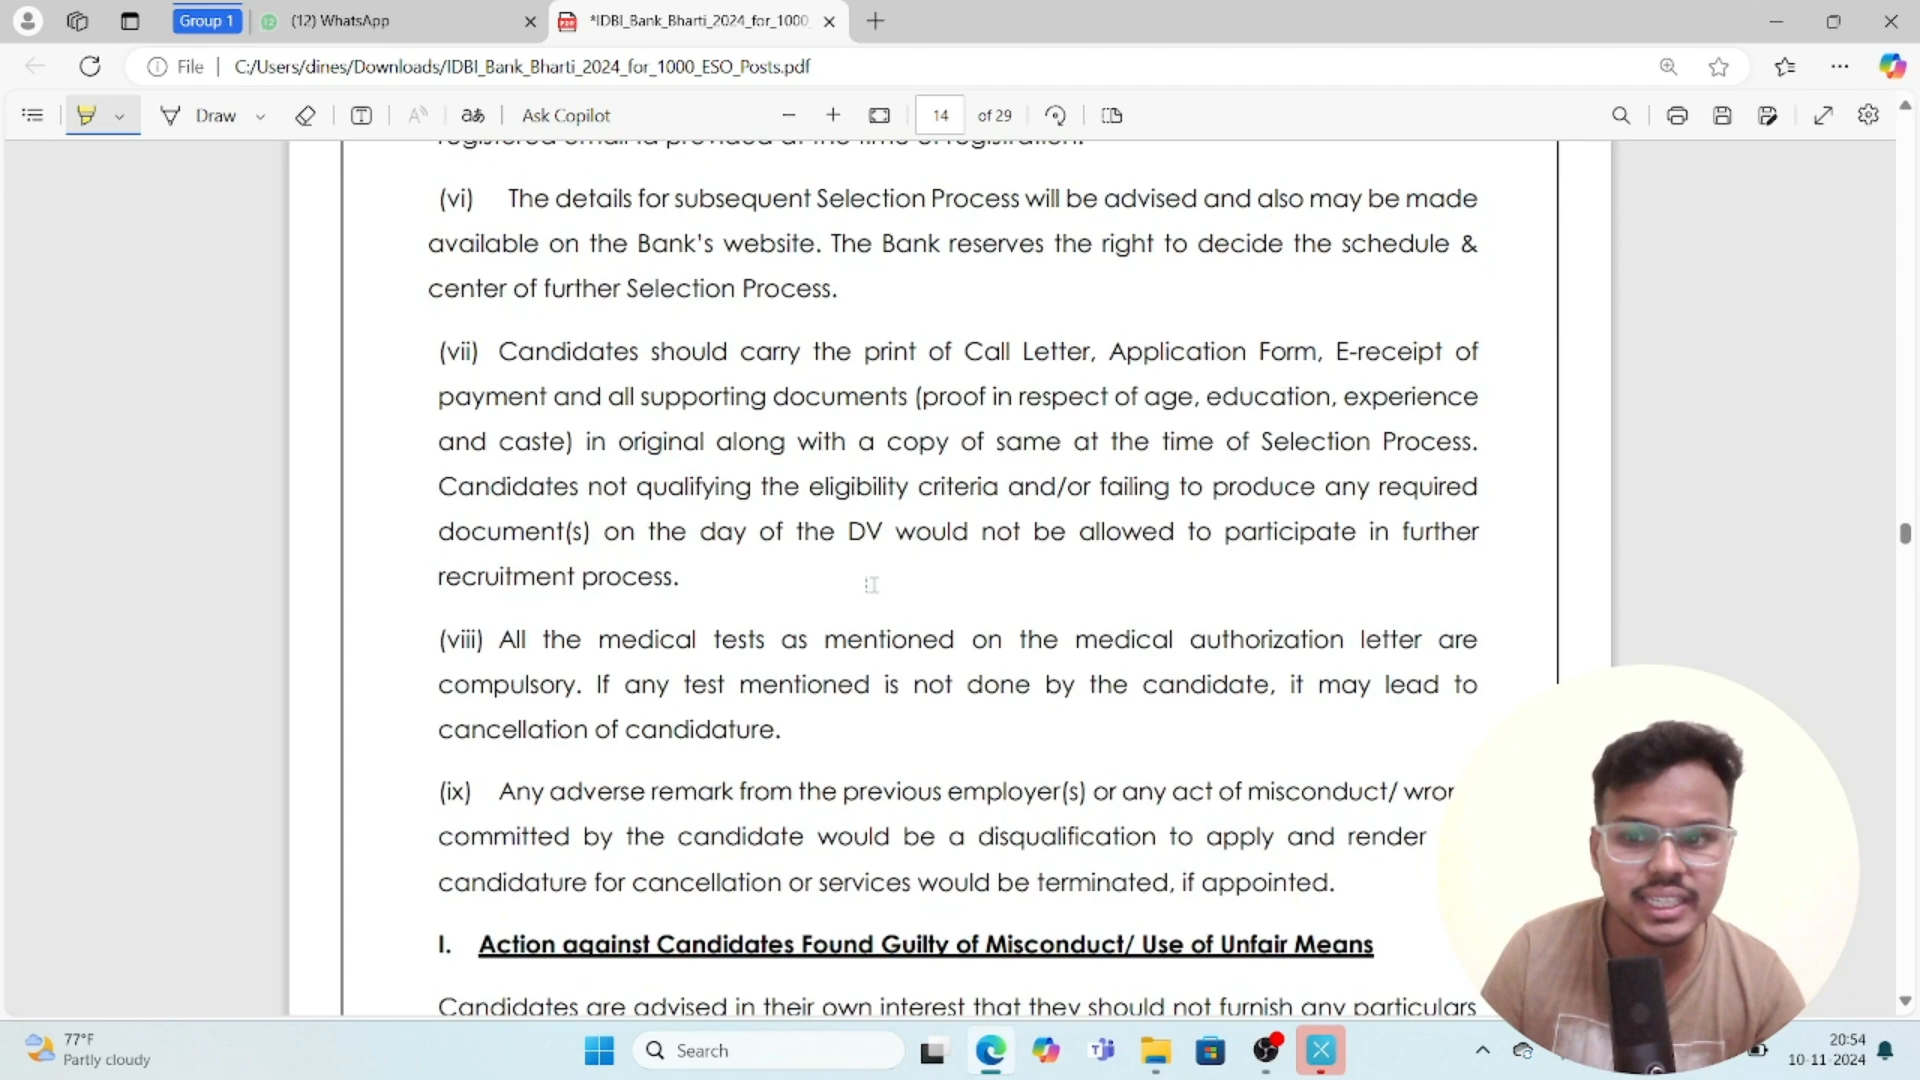 Group 1
(12) WhatsApp
*IDBI_Bank_Bharti_2024_for_1000_
File
C:/Users/dines/Downloads/IDBI_Bank_Bharti_2024_for_1000_ESO_Posts.pdf
Draw
Ask Copilot
14
of 29
registered email id provided at the time of registration.
(vi) The details for subsequent Selection Process will be advised and also may be made
available on the Bank's website. The Bank reserves the right to decide the schedule &
center of further Selection Process.
(vii) Candidates should carry the print of Call Letter, Application Form, E-receipt of
payment and all supporting documents (proof in respect of age, education, experience
and caste) in original along with a copy of same at the time of Selection Process.
Candidates not qualifying the eligibility criteria and/or failing to produce any required
document(s) on the day of the DV would not be allowed to participate in further
recruitment process.
(viii) All the medical tests as mentioned on the medical authorization letter are
compulsory. If any test mentioned is not done by the candidate, it may lead to
cancellation of candidature.
(ix) Any adverse remark from the previous employer(s) or any act of misconduct/ wron
committed by the candidate would be a disqualification to apply and render
candidature for cancellation or services would be terminated, if appointed.
I. Action against Candidates Found Guilty of Misconduct/ Use of Unfair Means
Candidates are advised in their own interest that they should not furnish any particulars
77°F
Partly cloudy
Search
20:54
10-11-2024